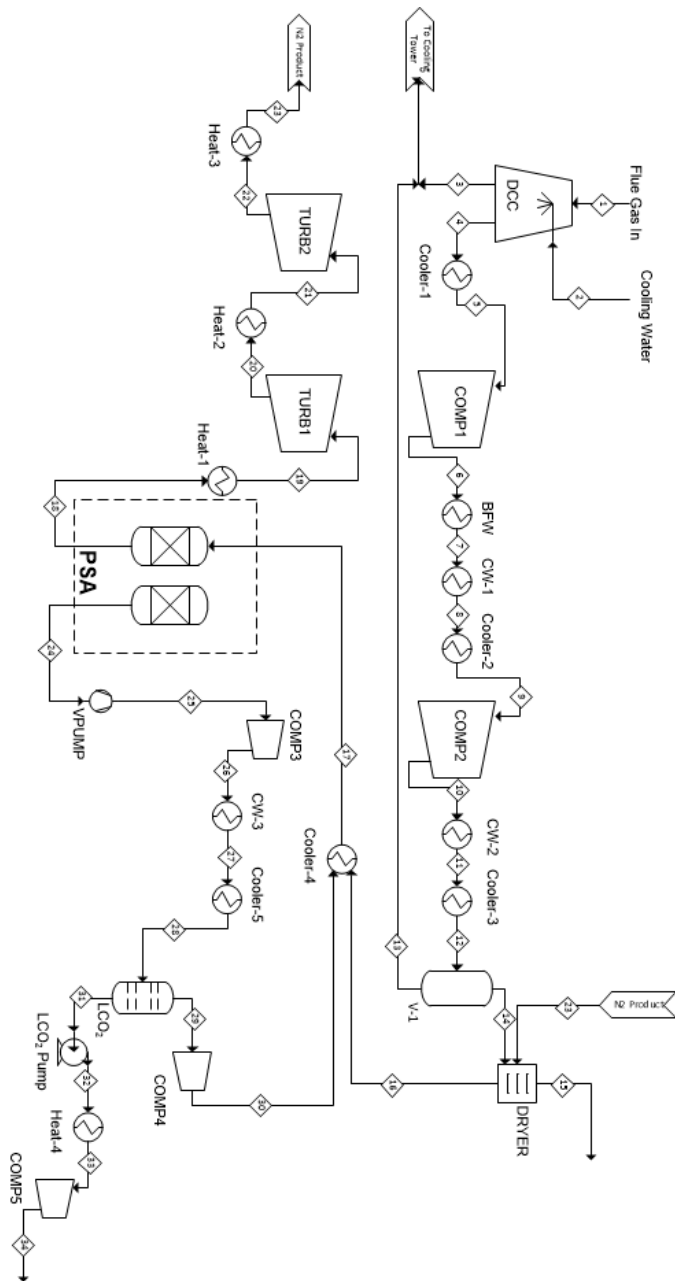 Flue Gas In
Cooling Water
N2 Product
1
2
23
15
DCC
DRYER
14
5
9
COMP1
COMP2
Cooler-1
BFW
CW-1
Cooler-2
CW-2
Cooler-3
3
4
6
7
8
10
11
12
V-1
To Cooling
Tower
13
16
17
Cooler-4
30
21
19
TURB2
TURB1
N2 Product
23
Heat-3
22
Heat-2
20
Heat-1
18
PSA
24
VPUMP
25
COMP3
26
CW-3
27
Cooler-5
28
29
COMP4
LCO₂
31
LCO₂ Pump
32
Heat-4
33
COMP5
34